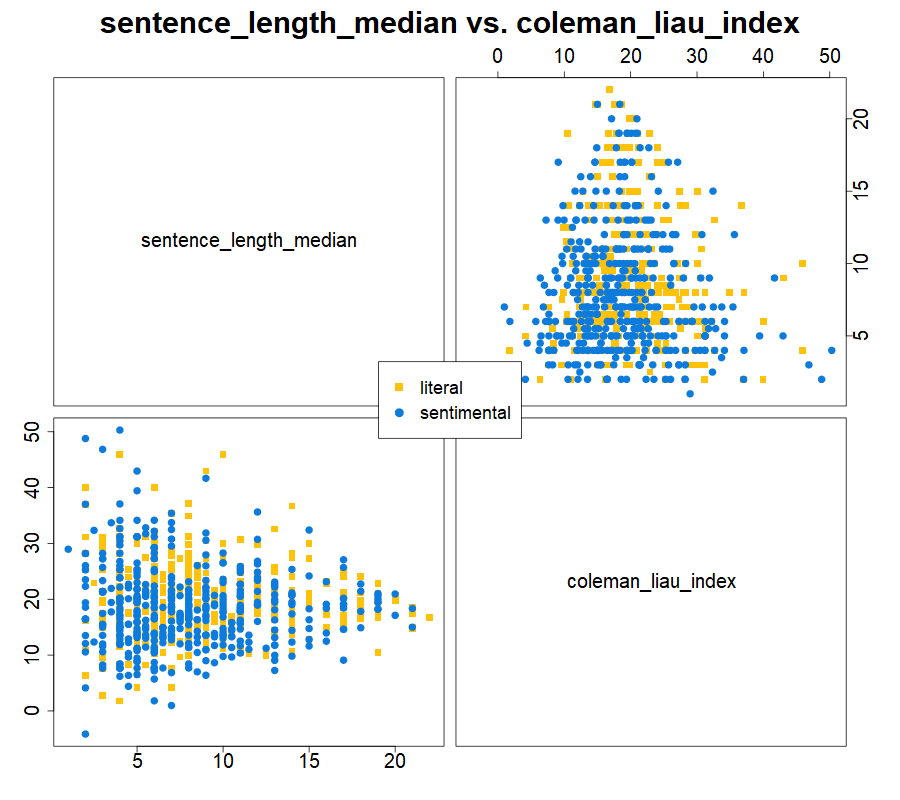 sentence_length_median vs. coleman_liau_index
0 10 20 30 40 50
sentence_length_median
5 10 15 20
literal
sentimental
0 10 20 30 40 50
coleman_liau_index
5 10 15 20